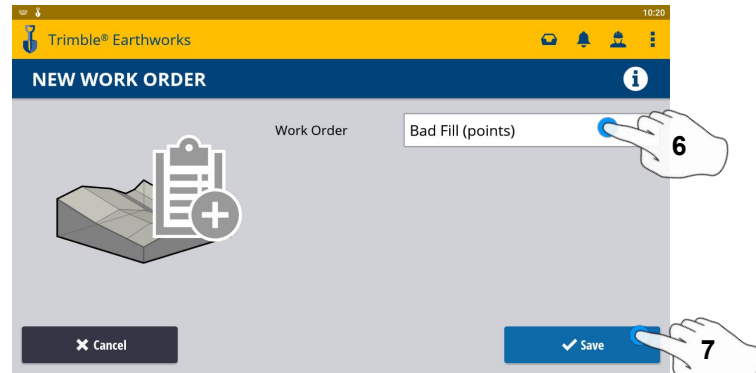 10:20
Trimble® Earthworks
NEW WORK ORDER
Work Order
Bad Fill (points)
6
Cancel
Save
7